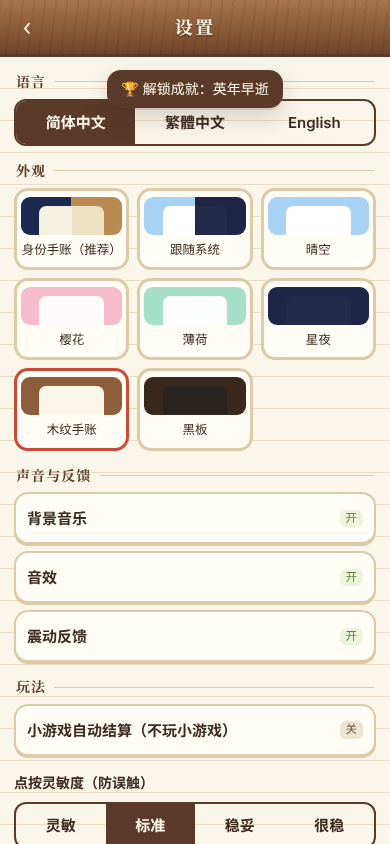 设置
语言
🏆 解锁成就：英年早逝
简体中文
繁體中文
English
外观
身份手账（推荐）
跟随系统
晴空
樱花
薄荷
星夜
木纹手账
黑板
声音与反馈
背景音乐
开
音效
开
震动反馈
开
玩法
小游戏自动结算（不玩小游戏）
关
点按灵敏度（防误触）
灵敏
标准
稳妥
很稳